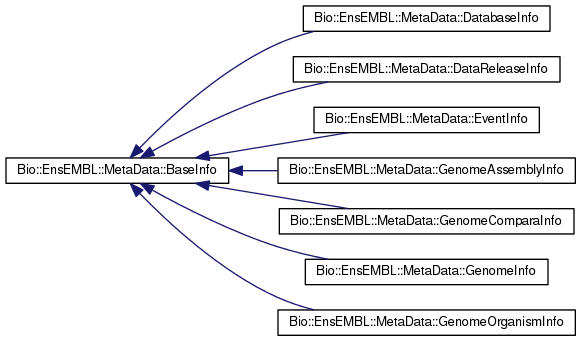 Bio::EnsEMBL::MetaData::DatabaseInfo
Bio::EnsEMBL::MetaData::DataReleaseInfo
Bio::EnsEMBL::MetaData::EventInfo
Bio::EnsEMBL::MetaData::BaseInfo
Bio::EnsEMBL::MetaData::GenomeAssemblyInfo
Bio::EnsEMBL::MetaData::GenomeComparaInfo
Bio::EnsEMBL::MetaData::GenomeInfo
Bio::EnsEMBL::MetaData::GenomeOrganismInfo